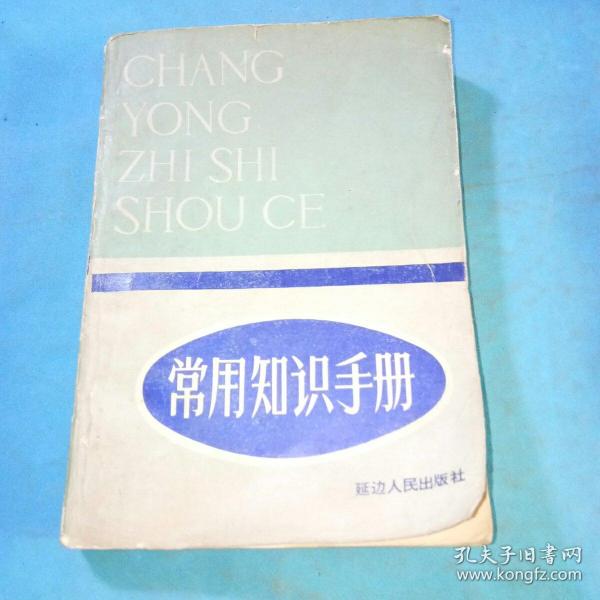 CHANG
YONG
ZHI SHI
SHOU CE
常用知识手册
延边人民出版社
孔夫子旧书网
www.kongfz.com